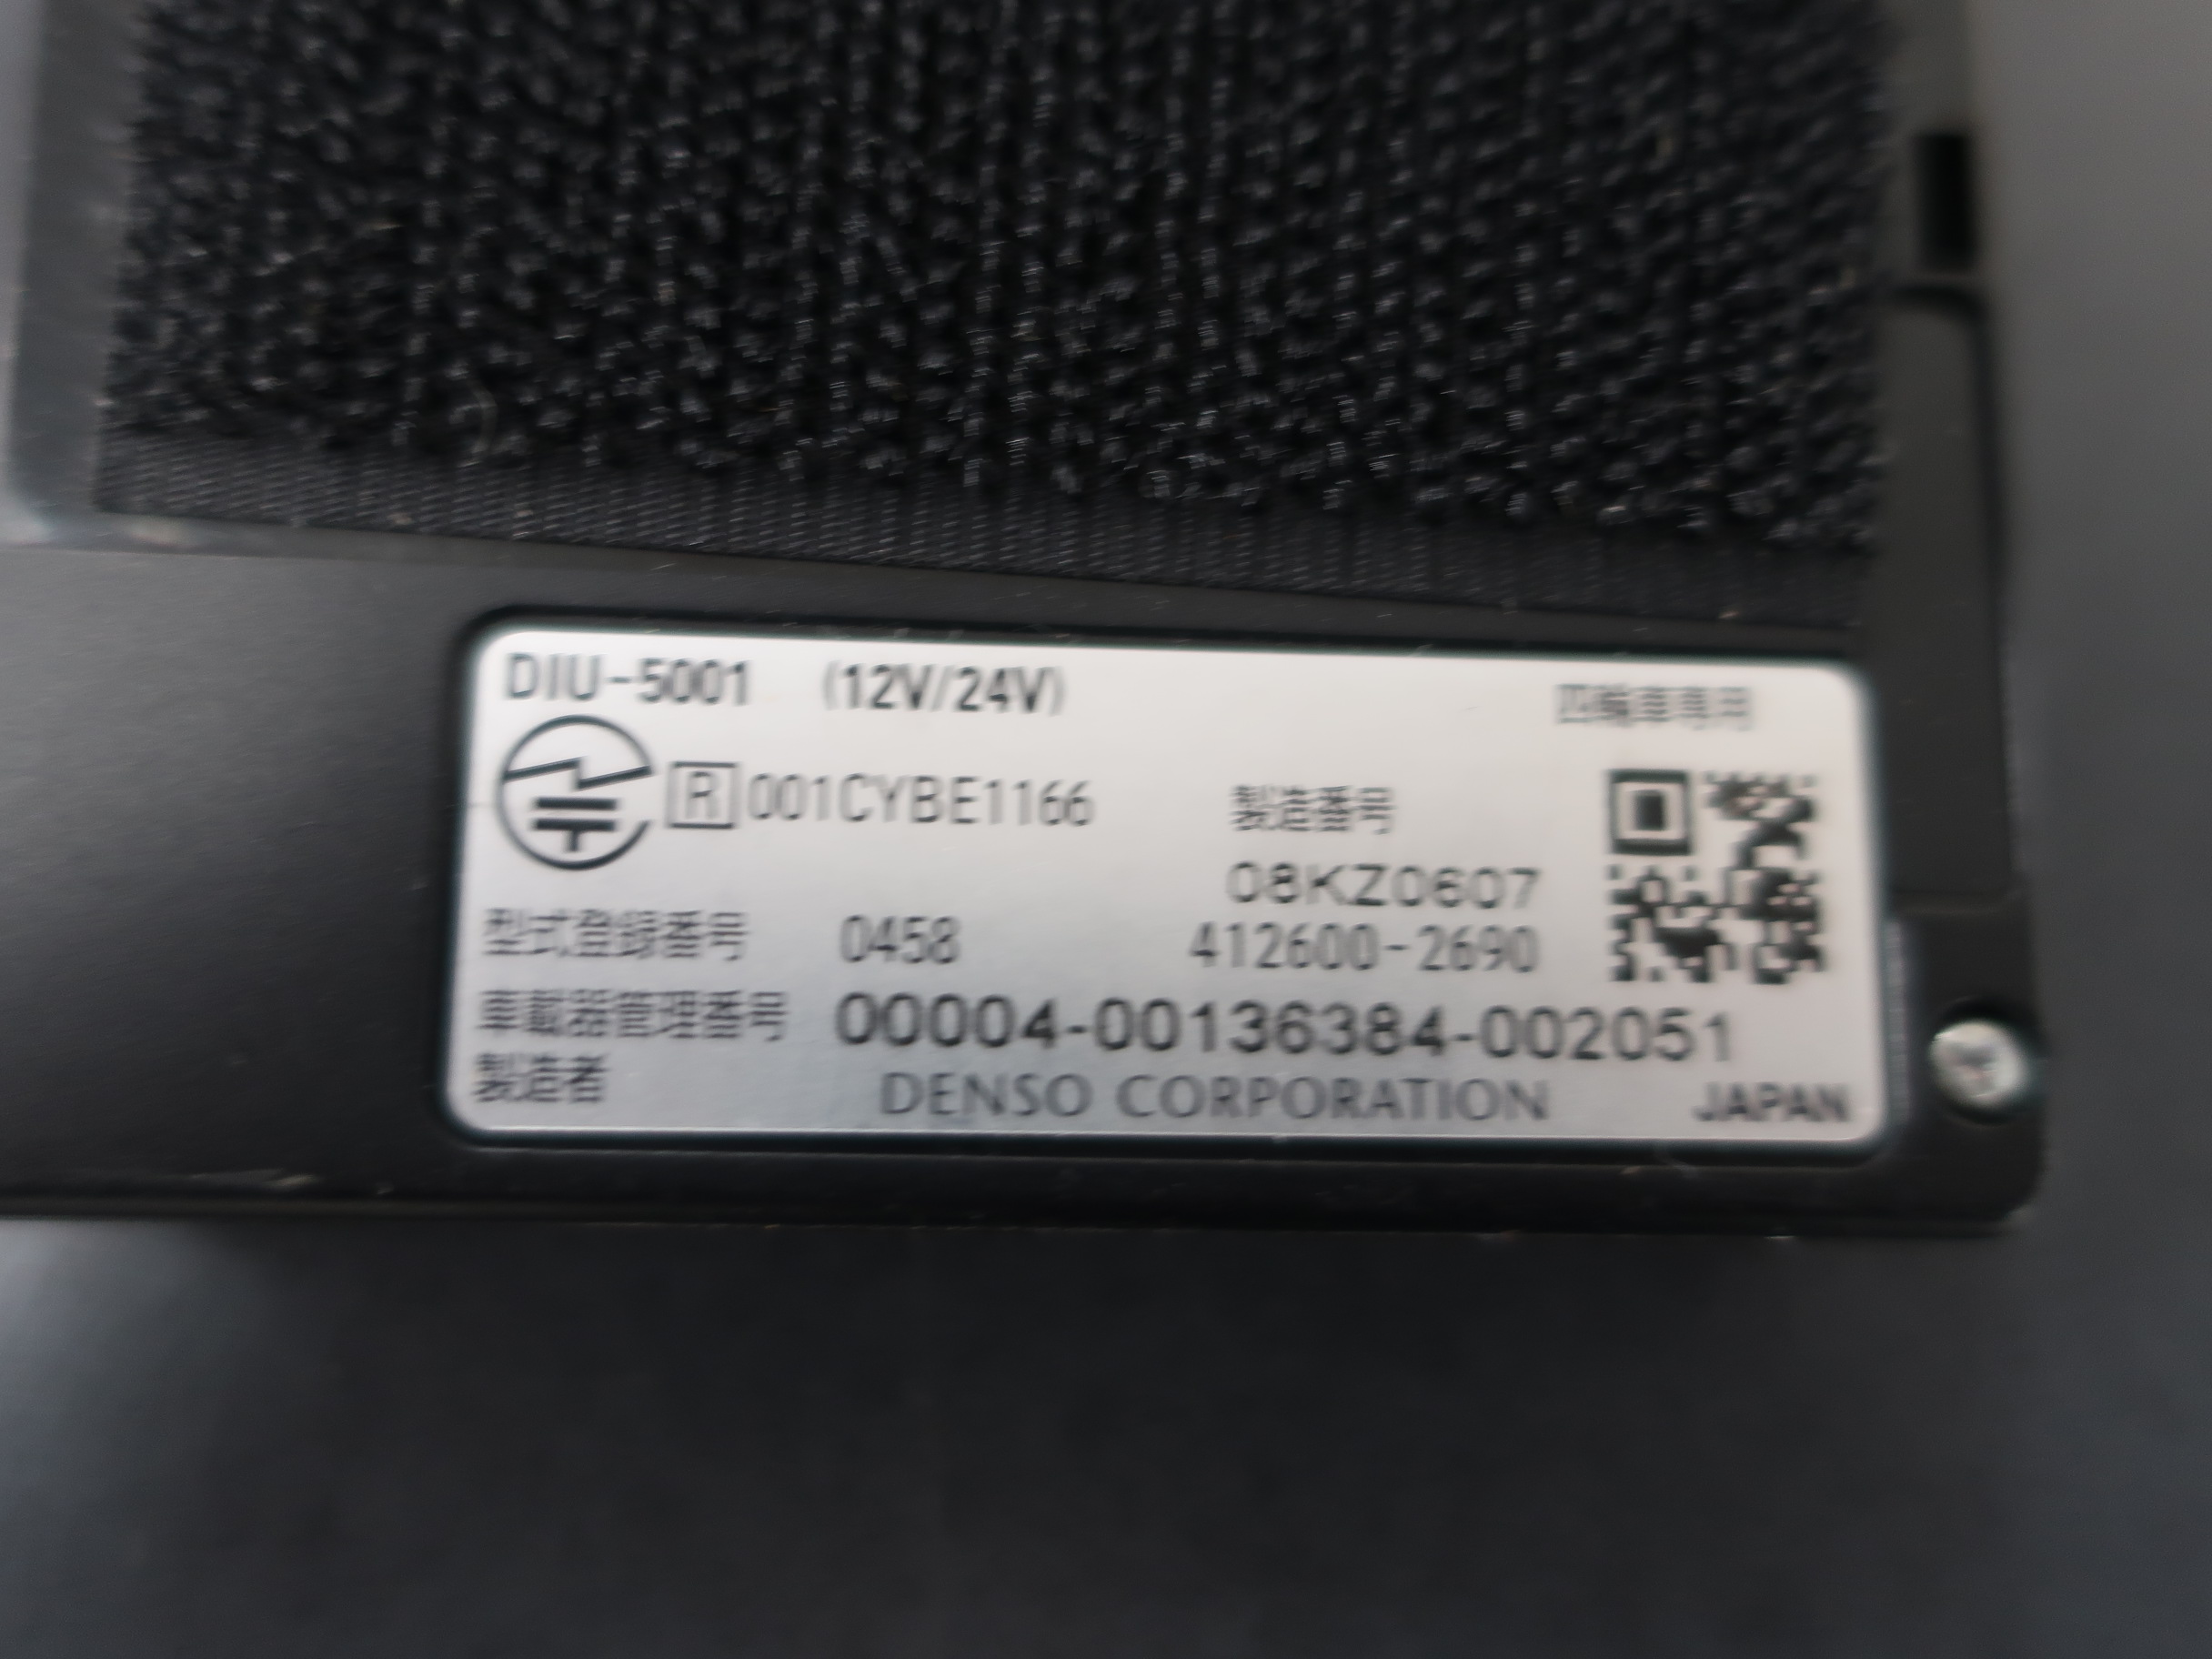 DIU-5001 (12V/24V) 四輪車専用
R 001CYBE1166 製造番号
08KZ0607
型式登録番号 0458 412600-2690
車載器管理番号 00004-00136384-002051
製造者 DENSO CORPORATION JAPAN